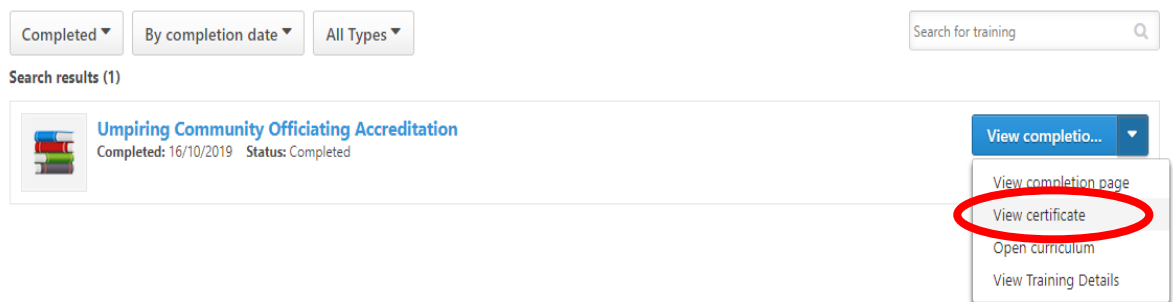 Completed By completion date All Types Search for training
Search results (1)
Umpiring Community Officiating Accreditation
Completed: 16/10/2019 Status: Completed
View completio...
View completion page
View certificate
Open curriculum
View Training Details